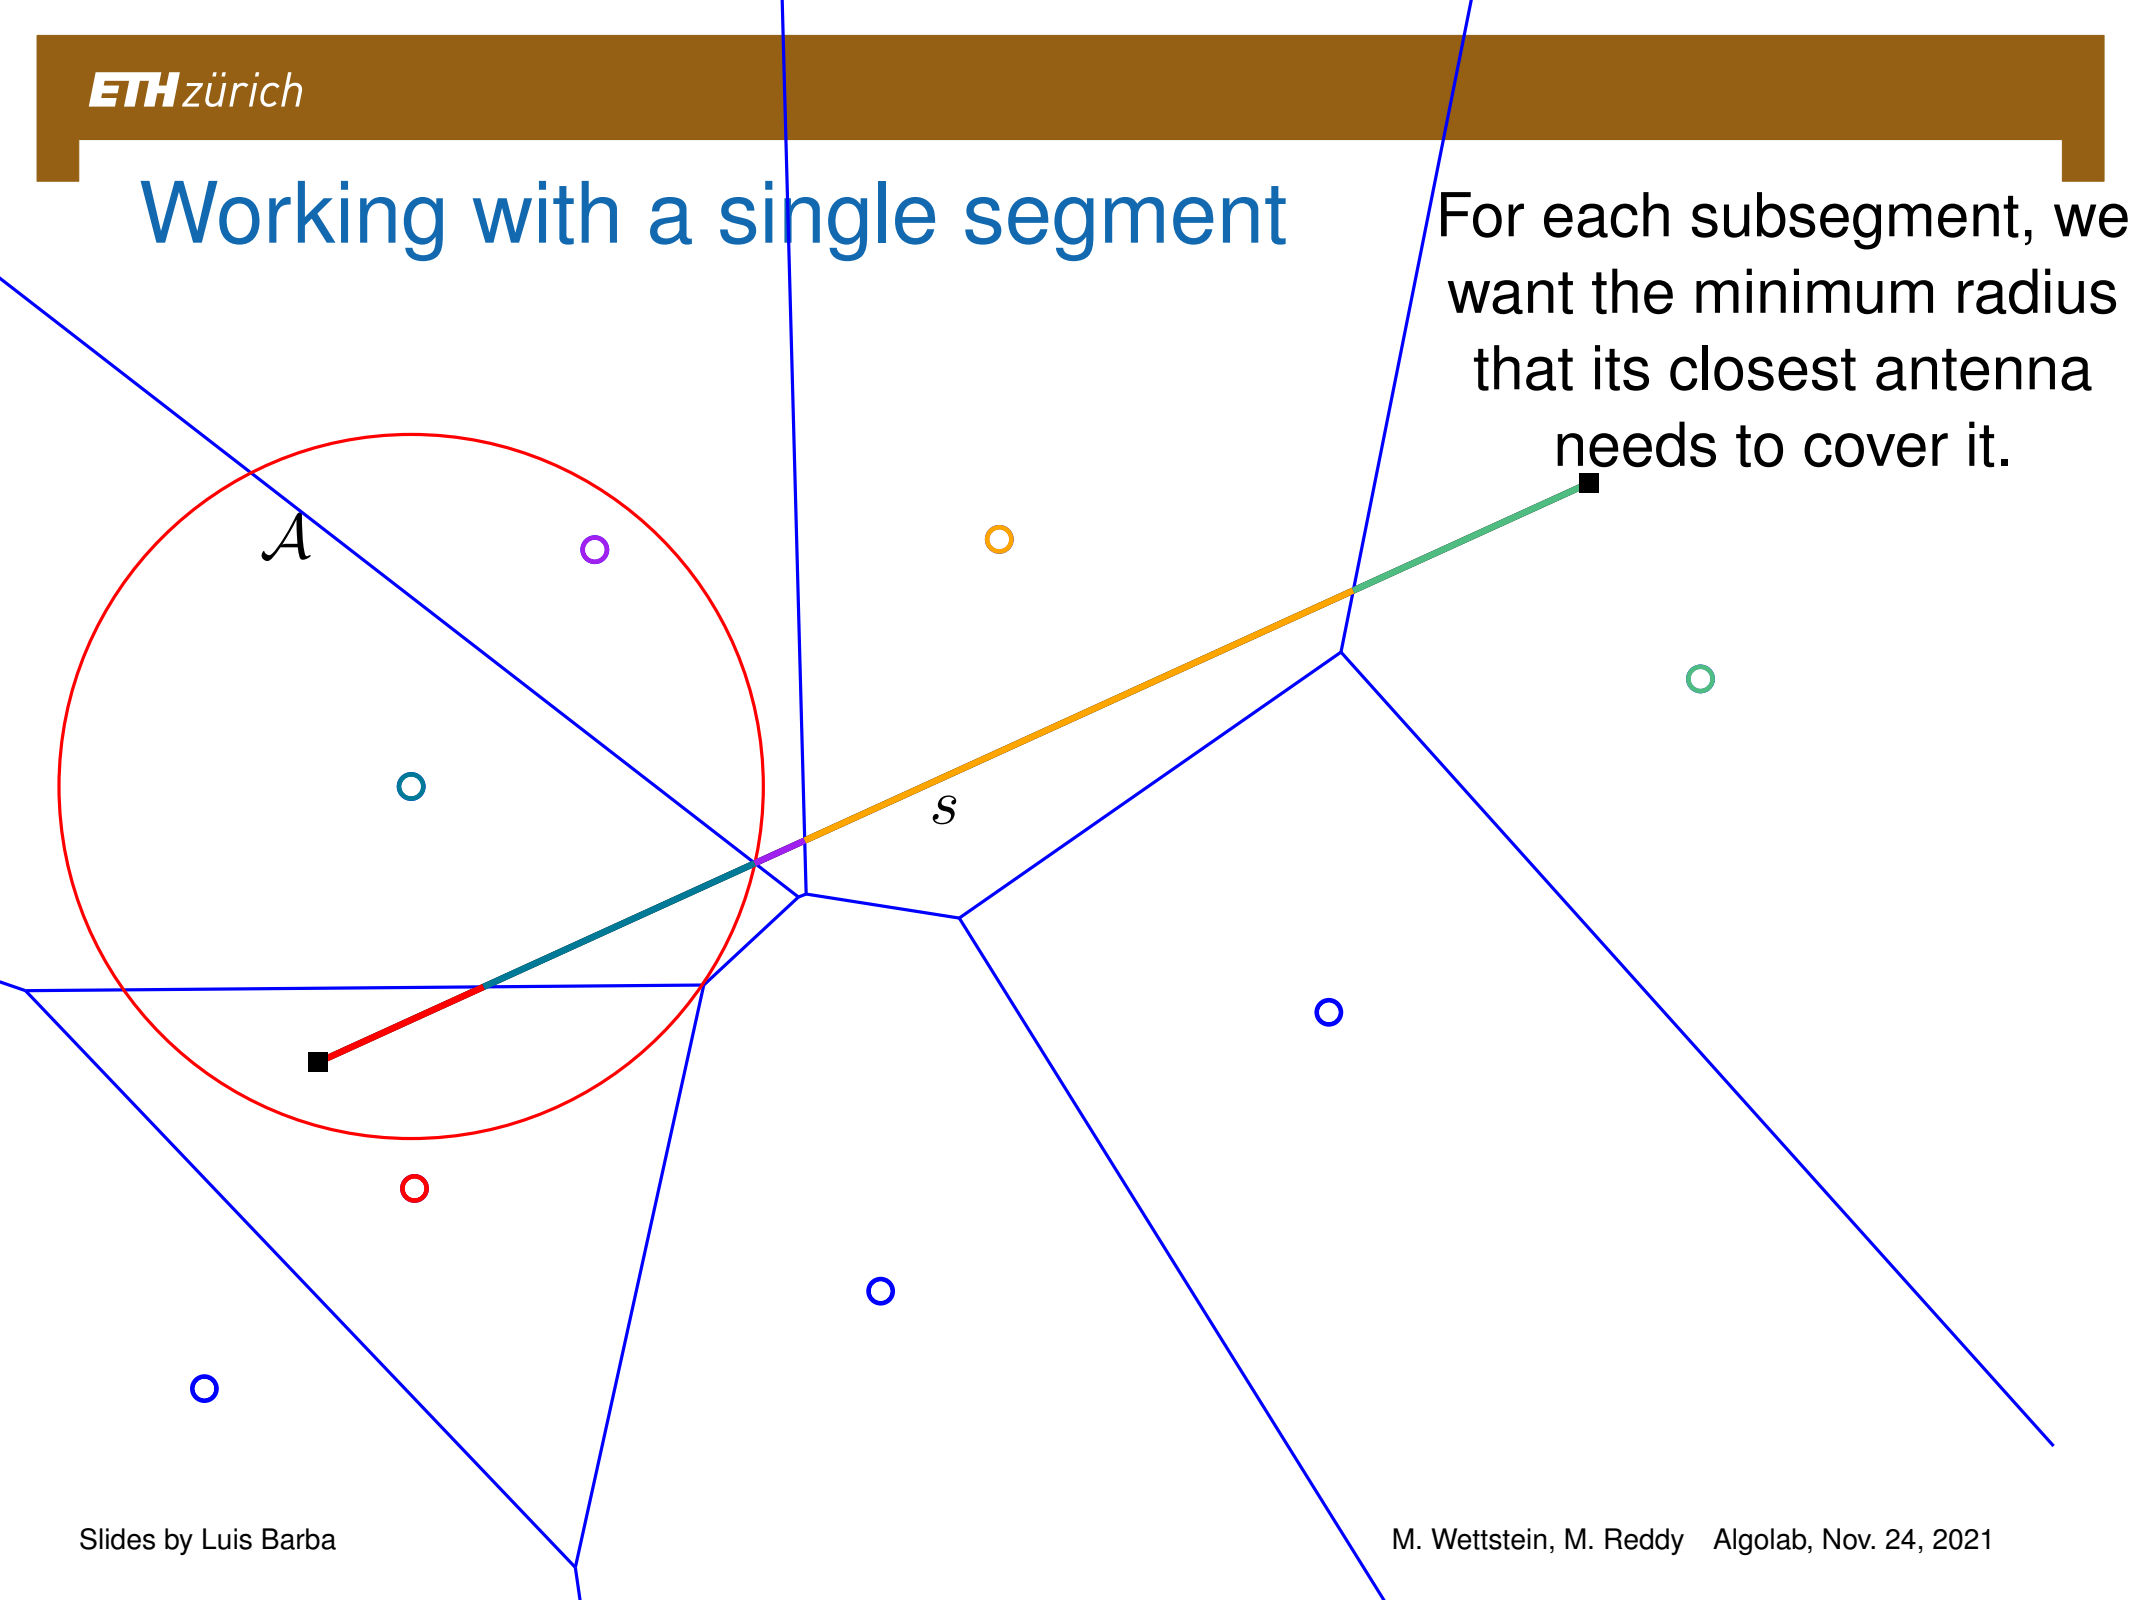 ETH zürich
Working with a single segment
For each subsegment, we
want the minimum radius
that its closest antenna
needs to cover it.
𝒜
s
Slides by Luis Barba
M. Wettstein, M. Reddy Algolab, Nov. 24, 2021